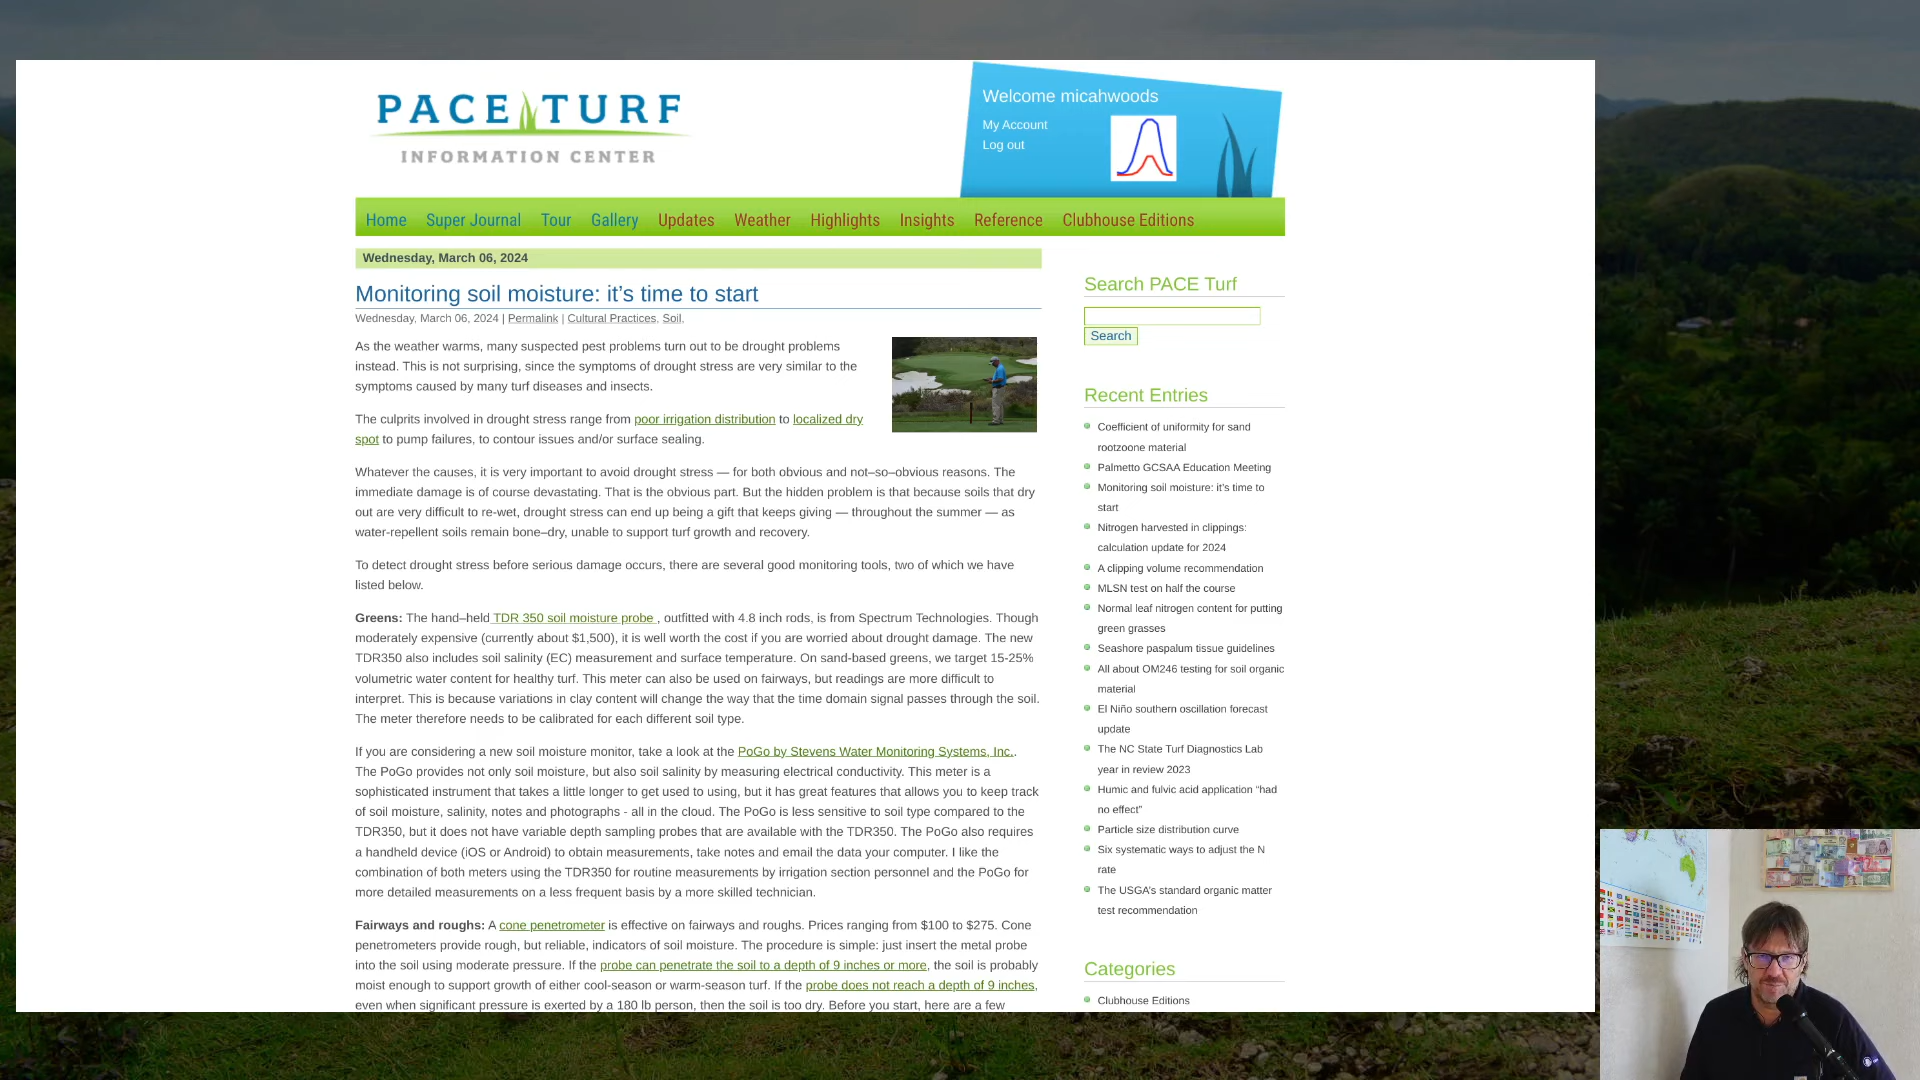 PACE TURF
INFORMATION CENTER
Welcome micahwoods
My Account
Log out
Home Super Journal Tour Gallery Updates Weather Highlights Insights Reference Clubhouse Editions
Wednesday, March 06, 2024
Monitoring soil moisture: it’s time to start
Wednesday, March 06, 2024 | Permalink | Cultural Practices, Soil,
As the weather warms, many suspected pest problems turn out to be drought problems
instead. This is not surprising, since the symptoms of drought stress are very similar to the
symptoms caused by many turf diseases and insects.
The culprits involved in drought stress range from poor irrigation distribution to localized dry
spot to pump failures, to contour issues and/or surface sealing.
Whatever the causes, it is very important to avoid drought stress — for both obvious and not–so–obvious reasons. The
immediate damage is of course devastating. That is the obvious part. But the hidden problem is that because soils that dry
out are very difficult to re-wet, drought stress can end up being a gift that keeps giving — throughout the summer — as
water-repellent soils remain bone–dry, unable to support turf growth and recovery.
To detect drought stress before serious damage occurs, there are several good monitoring tools, two of which we have
listed below.
Greens: The hand–held TDR 350 soil moisture probe , outfitted with 4.8 inch rods, is from Spectrum Technologies. Though
moderately expensive (currently about $1,500), it is well worth the cost if you are worried about drought damage. The new
TDR350 also includes soil salinity (EC) measurement and surface temperature. On sand-based greens, we target 15-25%
volumetric water content for healthy turf. This meter can also be used on fairways, but readings are more difficult to
interpret. This is because variations in clay content will change the way that the time domain signal passes through the soil.
The meter therefore needs to be calibrated for each different soil type.
If you are considering a new soil moisture monitor, take a look at the PoGo by Stevens Water Monitoring Systems, Inc..
The PoGo provides not only soil moisture, but also soil salinity by measuring electrical conductivity. This meter is a
sophisticated instrument that takes a little longer to get used to using, but it has great features that allows you to keep track
of soil moisture, salinity, notes and photographs - all in the cloud. The PoGo is less sensitive to soil type compared to the
TDR350, but it does not have variable depth sampling probes that are available with the TDR350. The PoGo also requires
a handheld device (iOS or Android) to obtain measurements, take notes and email the data your computer. I like the
combination of both meters using the TDR350 for routine measurements by irrigation section personnel and the PoGo for
more detailed measurements on a less frequent basis by a more skilled technician.
Fairways and roughs: A cone penetrometer is effective on fairways and roughs. Prices ranging from $100 to $275. Cone
penetrometers provide rough, but reliable, indicators of soil moisture. The procedure is simple: just insert the metal probe
into the soil using moderate pressure. If the probe can penetrate the soil to a depth of 9 inches or more, the soil is probably
moist enough to support growth of either cool-season or warm-season turf. If the probe does not reach a depth of 9 inches,
even when significant pressure is exerted by a 180 lb person, then the soil is too dry. Before you start, here are a few
Search PACE Turf
Search
Recent Entries
Coefficient of uniformity for sand
rootzoone material
Palmetto GCSAA Education Meeting
Monitoring soil moisture: it’s time to
start
Nitrogen harvested in clippings:
calculation update for 2024
A clipping volume recommendation
MLSN test on half the course
Normal leaf nitrogen content for putting
green grasses
Seashore paspalum tissue guidelines
All about OM246 testing for soil organic
material
El Niño southern oscillation forecast
update
The NC State Turf Diagnostics Lab
year in review 2023
Humic and fulvic acid application “had
no effect”
Particle size distribution curve
Six systematic ways to adjust the N
rate
The USGA’s standard organic matter
test recommendation
Categories
Clubhouse Editions